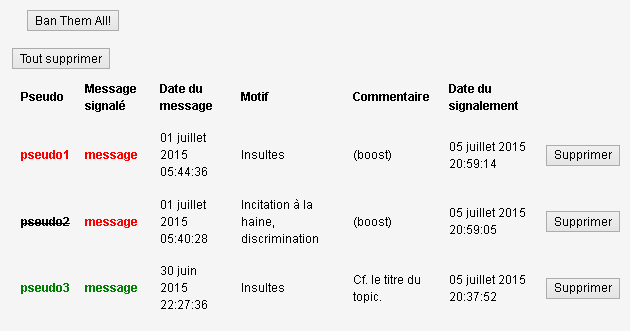 Ban Them All!
Tout supprimer
Pseudo Message signalé Date du message Motif Commentaire Date du signalement
pseudo1 message 01 juillet 2015 05:44:36 Insultes (boost) 05 juillet 2015 20:59:14 Supprimer
pseudo2 message 01 juillet 2015 05:40:28 Incitation à la haine, discrimination (boost) 05 juillet 2015 20:59:05 Supprimer
pseudo3 message 30 juin 2015 22:27:36 Insultes Cf. le titre du topic. 05 juillet 2015 20:37:52 Supprimer